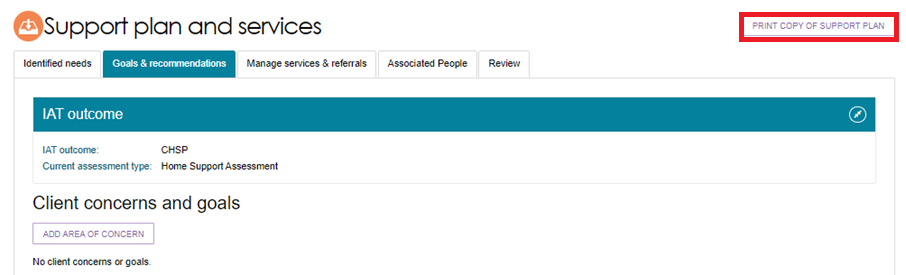 Support plan and services
PRINT COPY OF SUPPORT PLAN
Identified needs Goals & recommendations Manage services & referrals Associated People Review
IAT outcome
IAT outcome: CHSP
Current assessment type: Home Support Assessment
Client concerns and goals
ADD AREA OF CONCERN
No client concerns or goals.